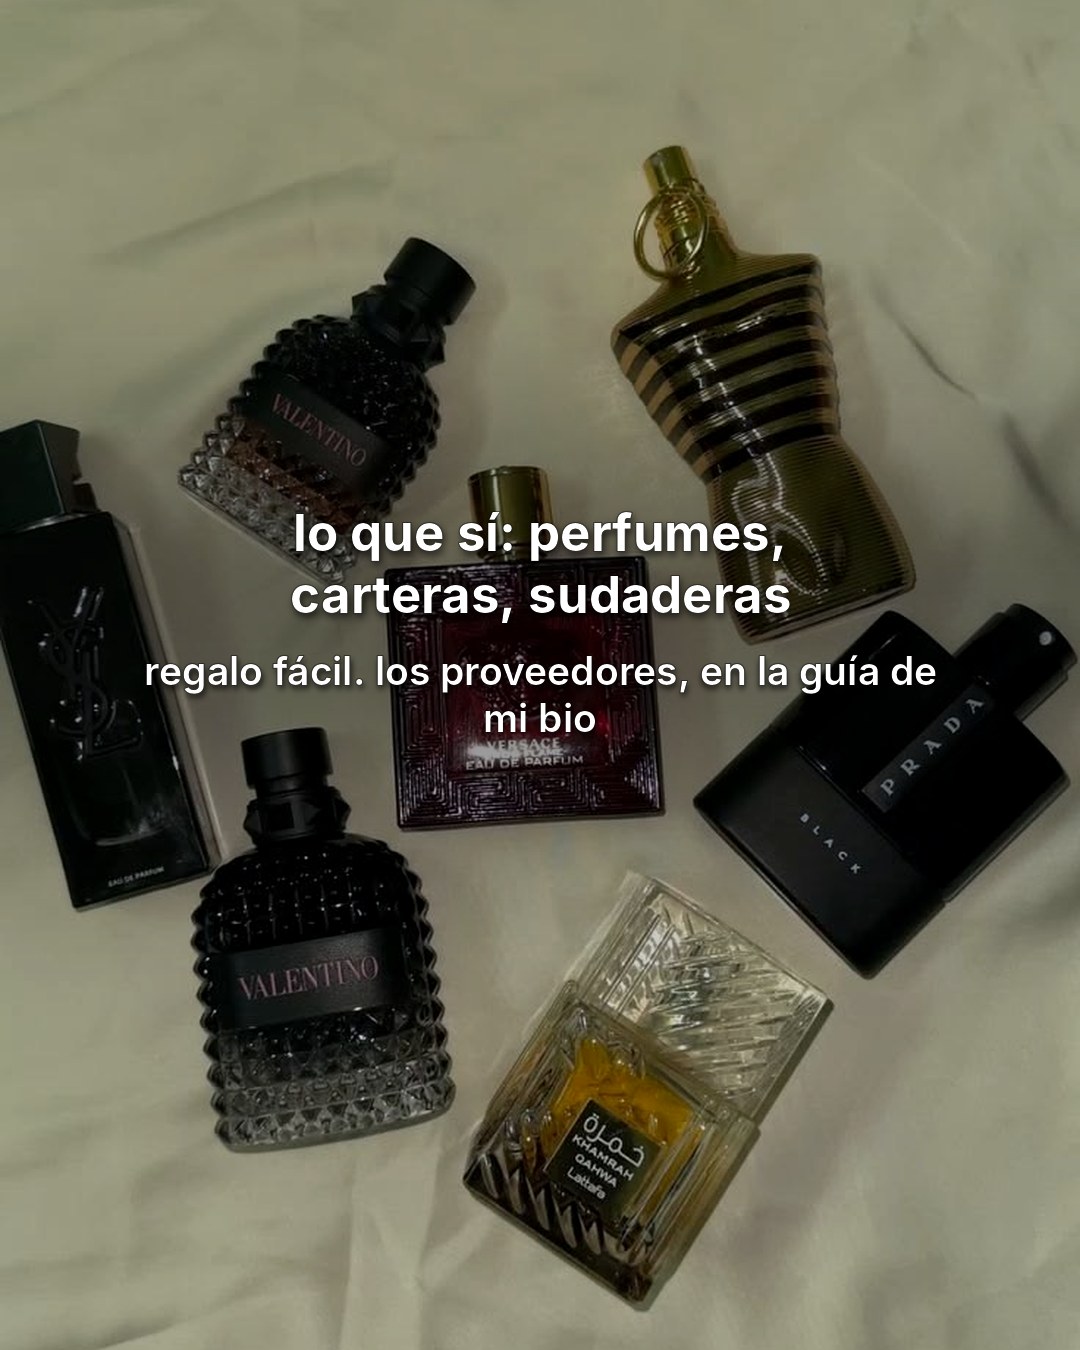 VALENTINO
lo que sí: perfumes,
carteras, sudaderas
regalo fácil. los proveedores, en la guía de
mi bio
YSL
VERSACE
EAU DE PARFUM
PRADA
BLACK
EAU DE PARFUM
VALENTINO
خمرة
KHAMRAH
QAHWA
Lattafa